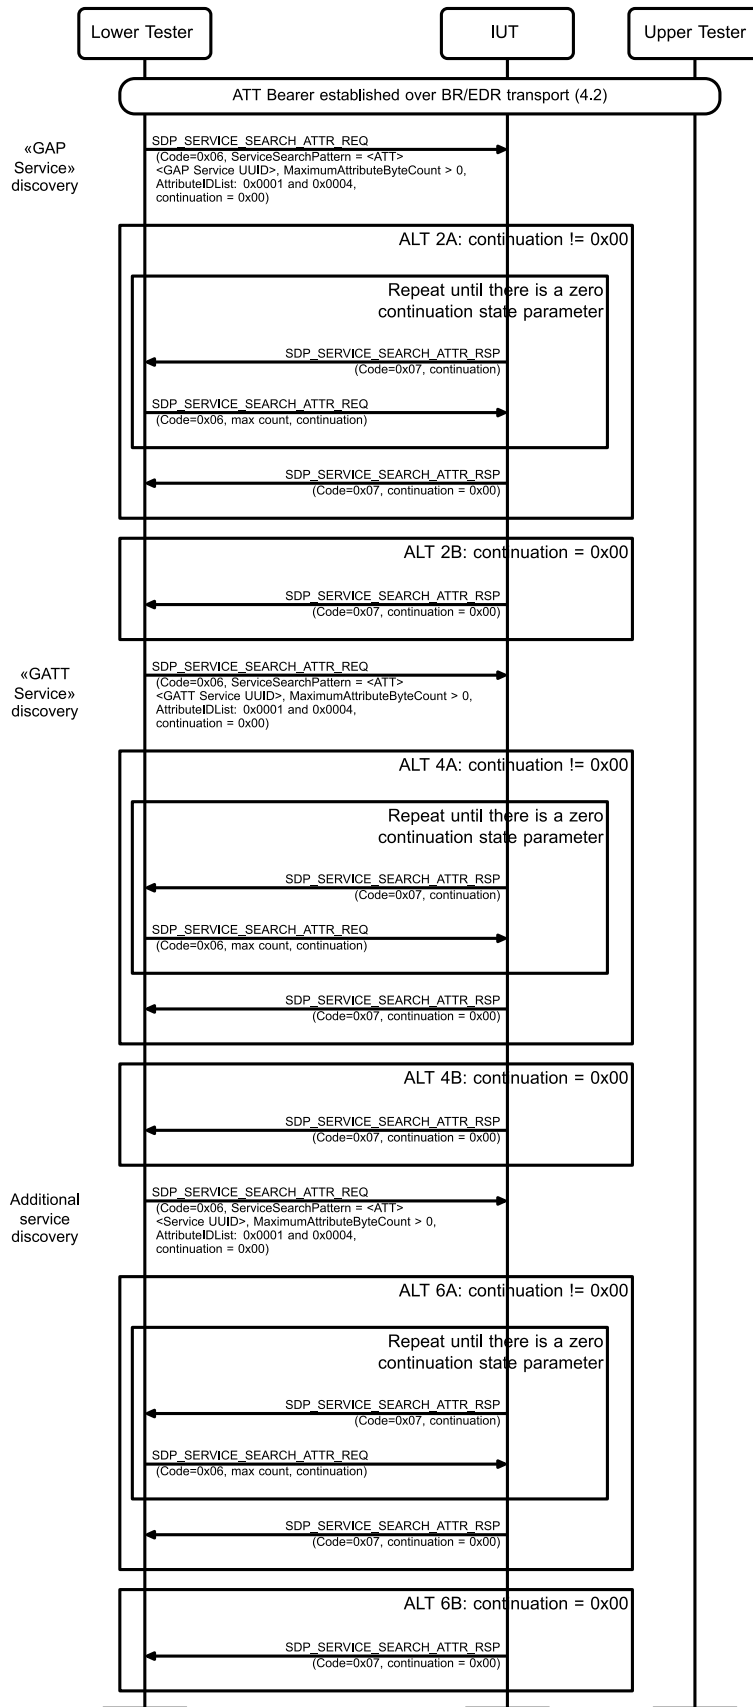 Lower Tester
IUT
Upper Tester
ATT Bearer established over BR/EDR transport (4.2)
«GAP
Service»
discovery
SDP_SERVICE_SEARCH_ATTR_REQ
(Code=0x06, ServiceSearchPattern = <ATT>
<GAP Service UUID>, MaximumAttributeByteCount > 0,
AttributeIDList: 0x0001 and 0x0004,
continuation = 0x00)
ALT 2A: continuation != 0x00
Repeat until there is a zero
continuation state parameter
SDP_SERVICE_SEARCH_ATTR_RSP
(Code=0x07, continuation)
SDP_SERVICE_SEARCH_ATTR_REQ
(Code=0x06, max count, continuation)
SDP_SERVICE_SEARCH_ATTR_RSP
(Code=0x07, continuation = 0x00)
ALT 2B: continuation = 0x00
SDP_SERVICE_SEARCH_ATTR_RSP
(Code=0x07, continuation = 0x00)
«GATT
Service»
discovery
SDP_SERVICE_SEARCH_ATTR_REQ
(Code=0x06, ServiceSearchPattern = <ATT>
<GATT Service UUID>, MaximumAttributeByteCount > 0,
AttributeIDList: 0x0001 and 0x0004,
continuation = 0x00)
ALT 4A: continuation != 0x00
Repeat until there is a zero
continuation state parameter
SDP_SERVICE_SEARCH_ATTR_RSP
(Code=0x07, continuation)
SDP_SERVICE_SEARCH_ATTR_REQ
(Code=0x06, max count, continuation)
SDP_SERVICE_SEARCH_ATTR_RSP
(Code=0x07, continuation = 0x00)
ALT 4B: continuation = 0x00
SDP_SERVICE_SEARCH_ATTR_RSP
(Code=0x07, continuation = 0x00)
Additional
service
discovery
SDP_SERVICE_SEARCH_ATTR_REQ
(Code=0x06, ServiceSearchPattern = <ATT>
<Service UUID>, MaximumAttributeByteCount > 0,
AttributeIDList: 0x0001 and 0x0004,
continuation = 0x00)
ALT 6A: continuation != 0x00
Repeat until there is a zero
continuation state parameter
SDP_SERVICE_SEARCH_ATTR_RSP
(Code=0x07, continuation)
SDP_SERVICE_SEARCH_ATTR_REQ
(Code=0x06, max count, continuation)
SDP_SERVICE_SEARCH_ATTR_RSP
(Code=0x07, continuation = 0x00)
ALT 6B: continuation = 0x00
SDP_SERVICE_SEARCH_ATTR_RSP
(Code=0x07, continuation = 0x00)